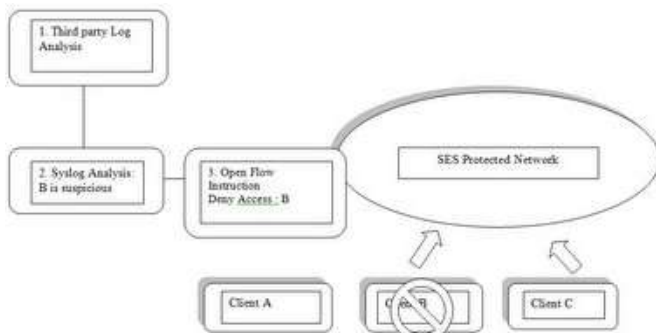 1. Third party Log
Analysis
2. Syslog Analysis:
B is suspicious
3. Open Flow
Instruction
Deny Access : B
SES Protected Network
Client A
Client B
Client C